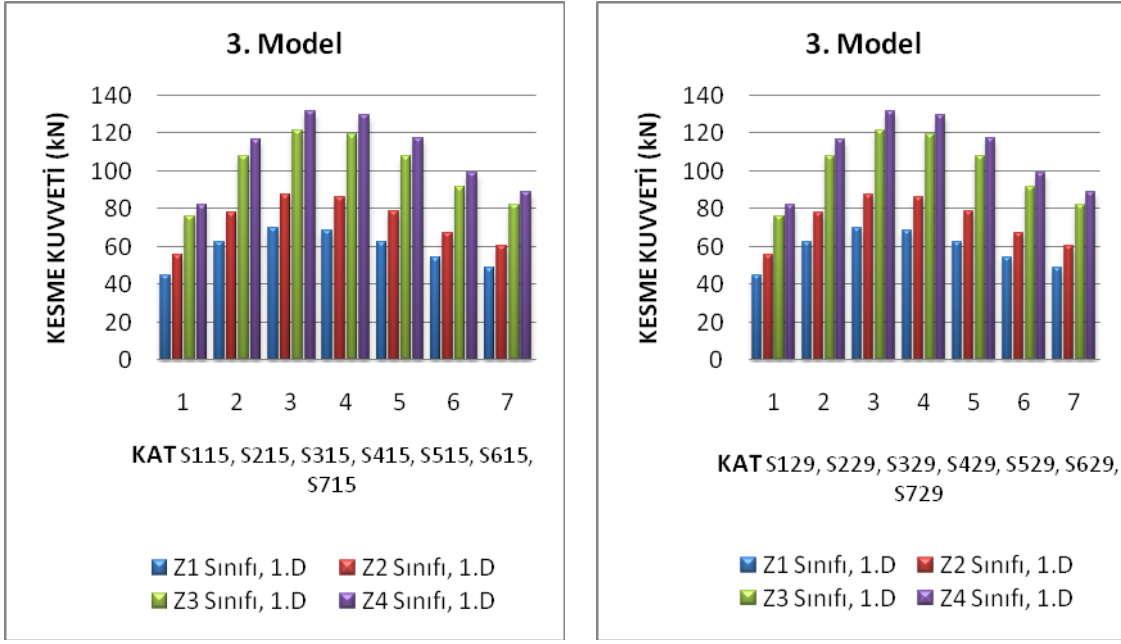 3. Model
KESME KUVVETİ (kN)
140
120
100
80
60
40
20
0
1 2 3 4 5 6 7
KAT S115, S215, S315, S415, S515, S615,
S715
Z1 Sınıfı, 1.D Z2 Sınıfı, 1.D
Z3 Sınıfı, 1.D Z4 Sınıfı, 1.D
3. Model
KESME KUVVETİ (kN)
140
120
100
80
60
40
20
0
1 2 3 4 5 6 7
KAT S129, S229, S329, S429, S529, S629,
S729
Z1 Sınıfı, 1.D Z2 Sınıfı, 1.D
Z3 Sınıfı, 1.D Z4 Sınıfı, 1.D